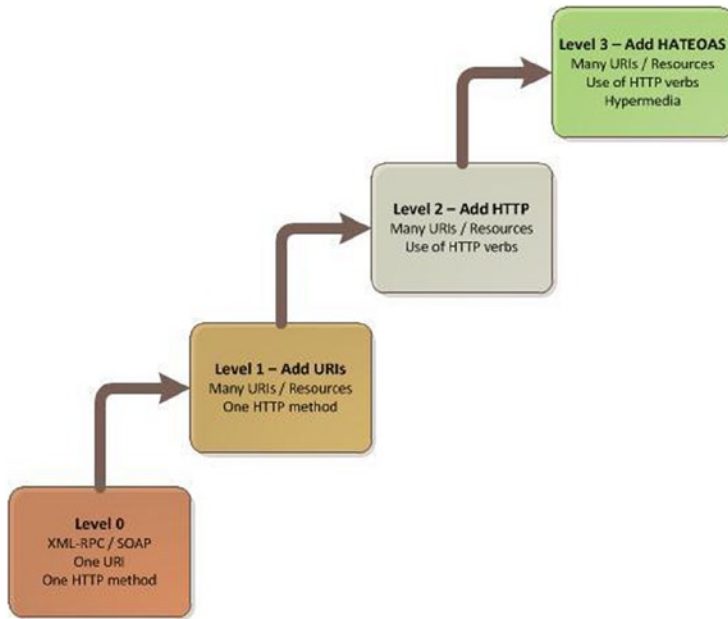 Level 3 – Add HATEOAS
Many URIs / Resources
Use of HTTP verbs
Hypermedia
Level 2 – Add HTTP
Many URIs / Resources
Use of HTTP verbs
Level 1 – Add URIs
Many URIs / Resources
One HTTP method
Level 0
XML-RPC / SOAP
One URI
One HTTP method